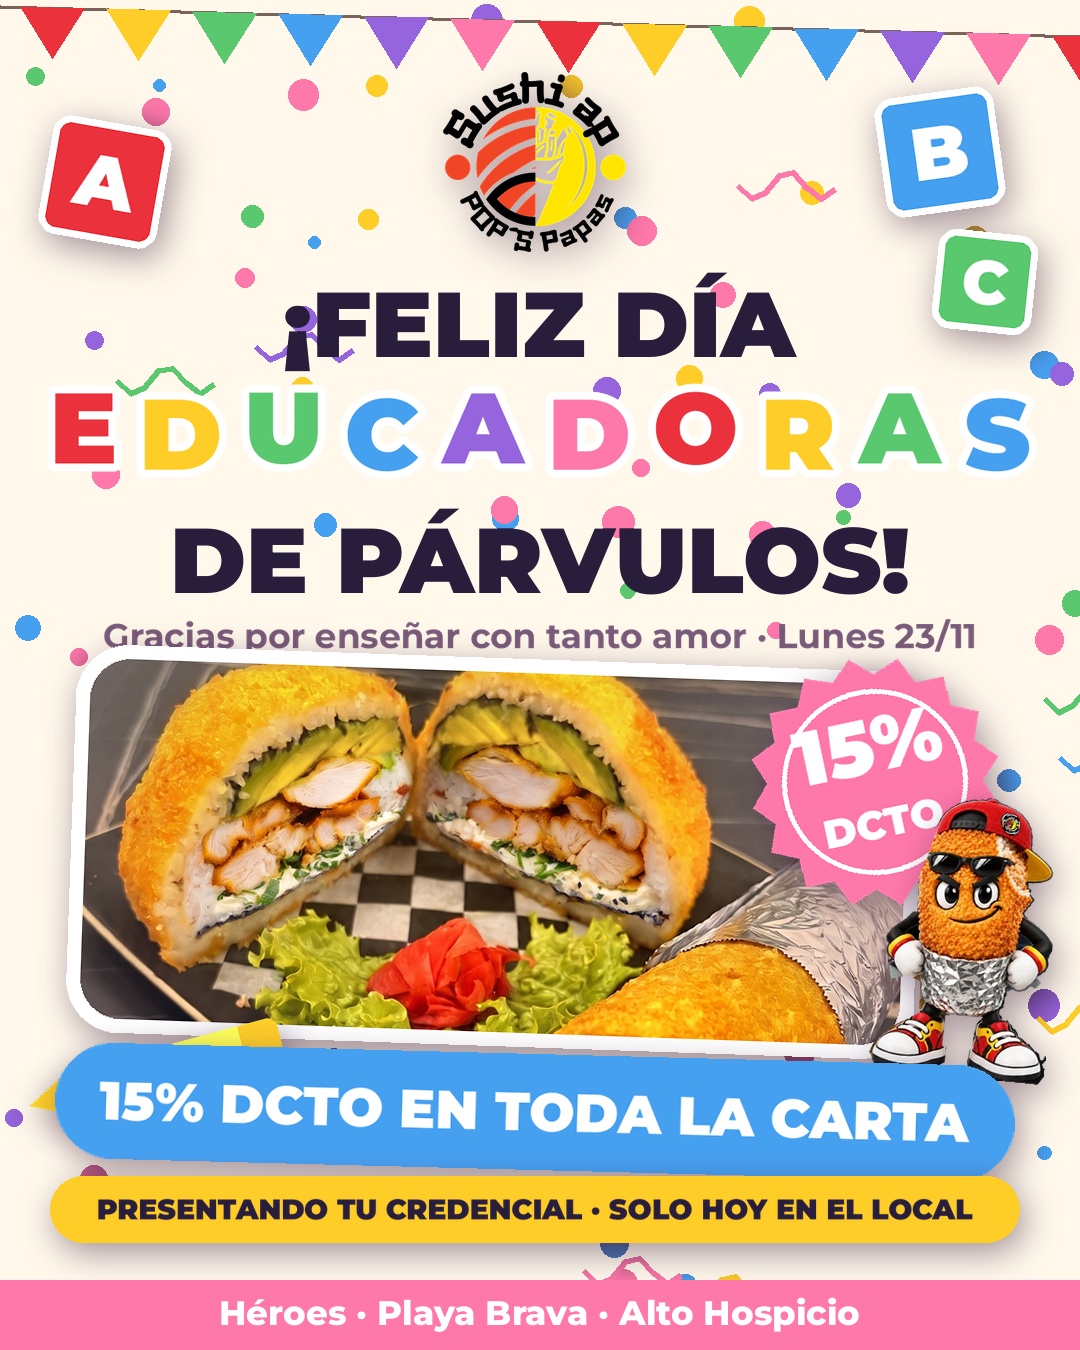 Sushi ap
POP'S Papas
A
B
C
¡FELIZ DÍA
EDUCADORAS
DE PÁRVULOS!
Gracias por enseñar con tanto amor · Lunes 23/11
15%
DCTO
15% DCTO EN TODA LA CARTA
PRESENTANDO TU CREDENCIAL · SOLO HOY EN EL LOCAL
Héroes · Playa Brava · Alto Hospicio